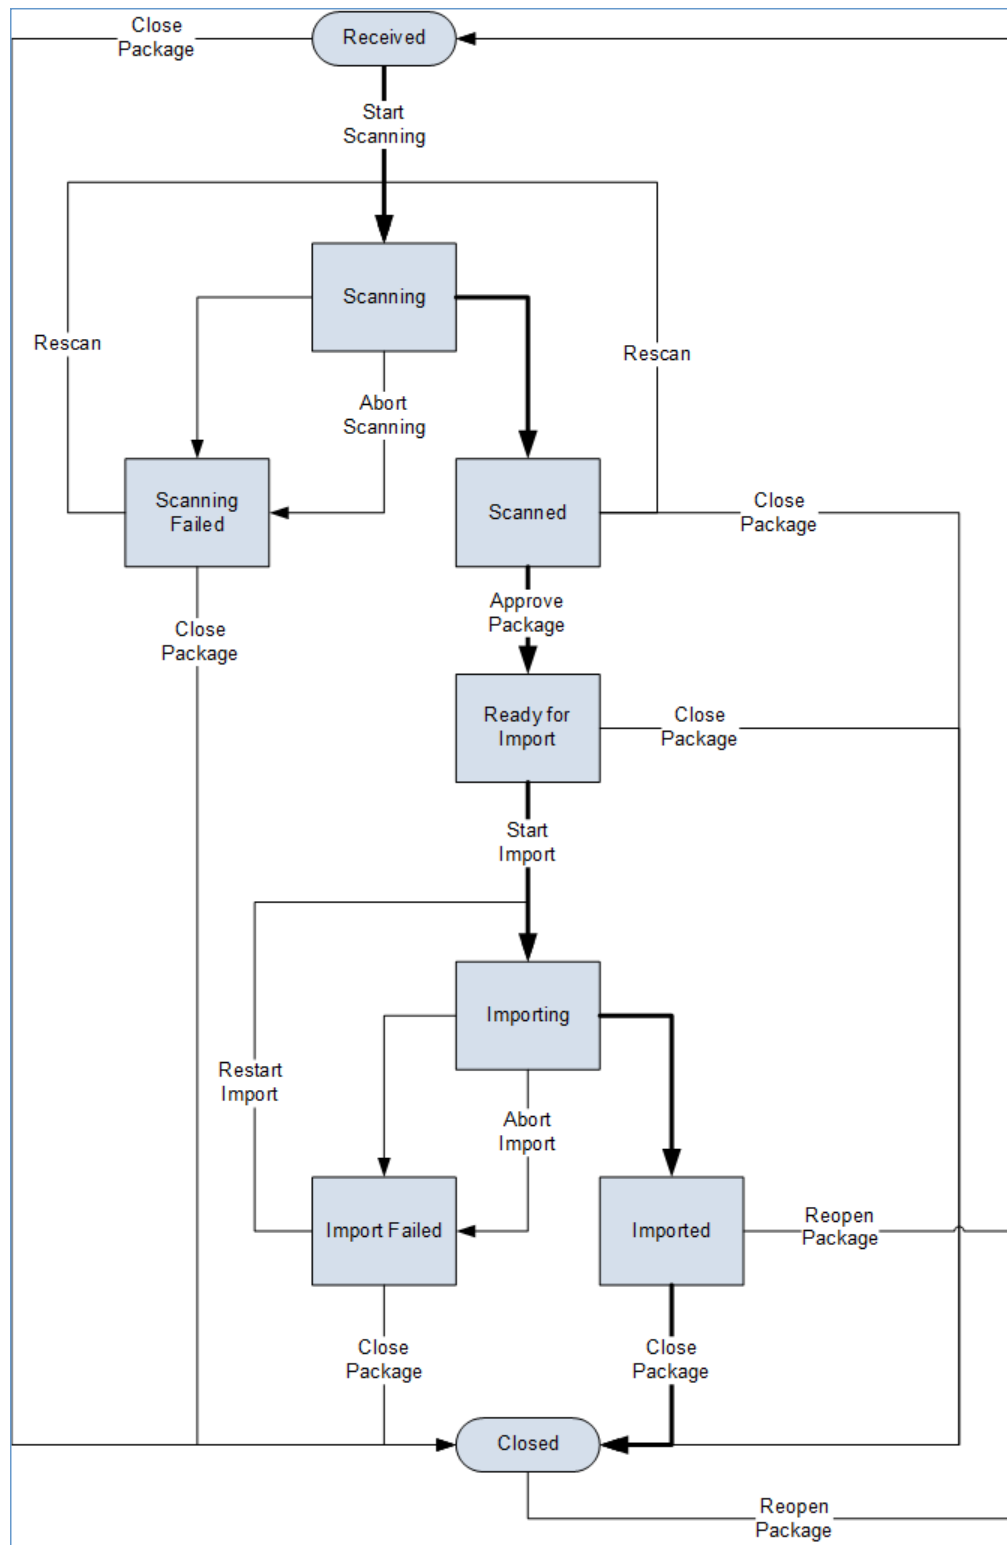 Close
Package
Received
Start
Scanning
Scanning
Rescan
Rescan
Abort
Scanning
Scanning
Failed
Scanned
Close
Package
Approve
Package
Close
Package
Ready for
Import
Close
Package
Start
Import
Importing
Restart
Import
Abort
Import
Import Failed
Imported
Reopen
Package
Close
Package
Close
Package
Closed
Reopen
Package